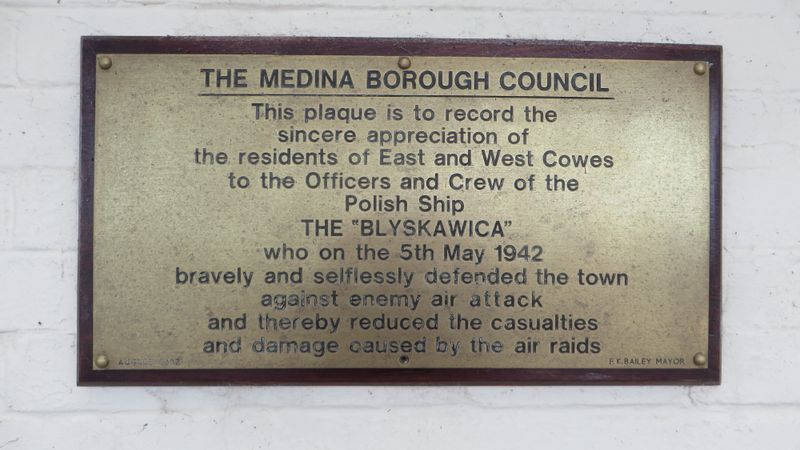 THE MEDINA BOROUGH COUNCIL
This plaque is to record the
sincere appreciation of
the residents of East and West Cowes
to the Officers and Crew of the
Polish Ship
THE "BLYSKAWICA"
who on the 5th May 1942
bravely and selflessly defended the town
against enemy air attack
and thereby reduced the casualties
and damage caused by the air raids
AUGUST
F.K.BAILEY MAYOR